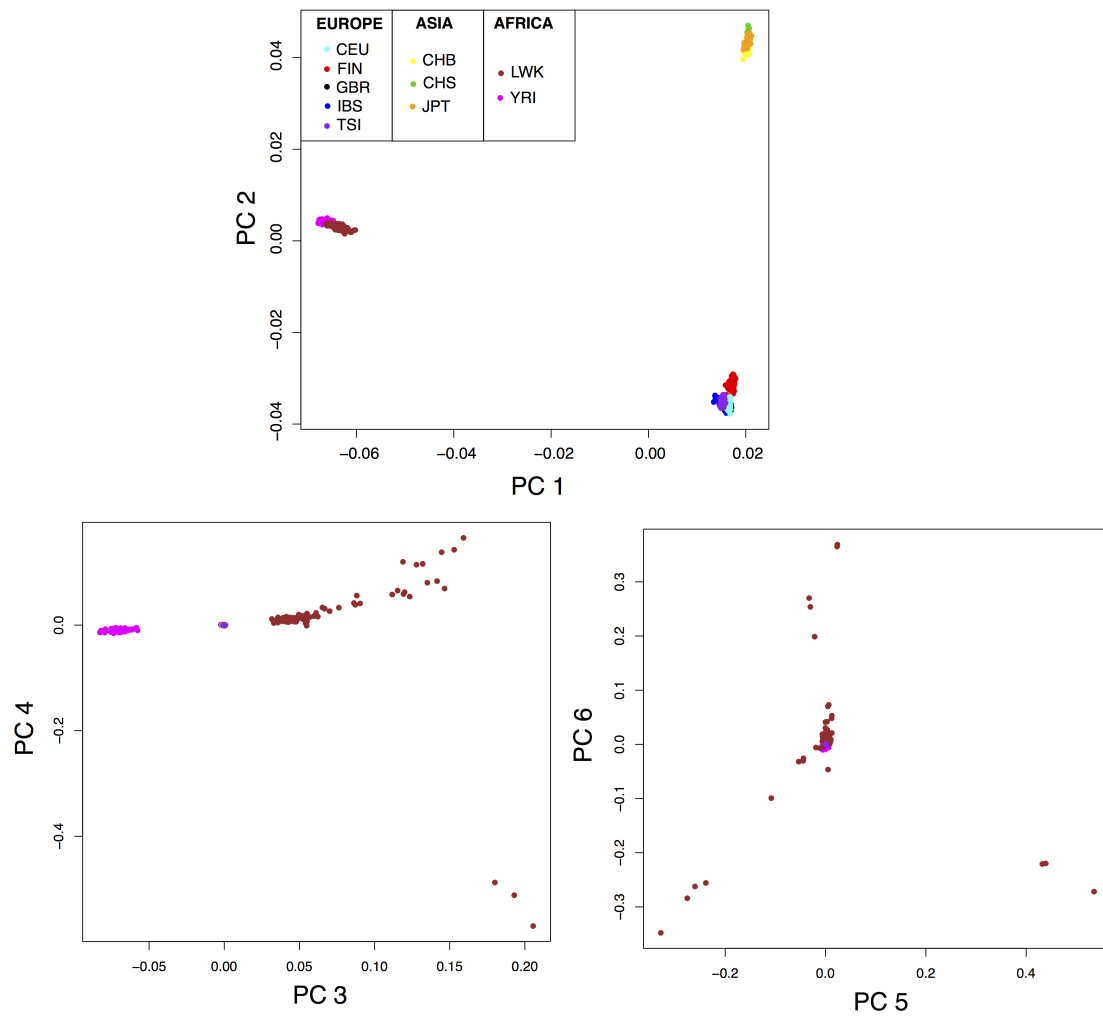 EUROPE ASIA AFRICA
CEU
FIN
GBR
IBS
TSI
CHB
CHS
JPT
LWK
YRI
0.04
0.02
0.00
−0.02
−0.04
PC 2
−0.06 −0.04 −0.02 0.00 0.02
PC 1
0.0
−0.2
−0.4
PC 4
−0.05 0.00 0.05 0.10 0.15 0.20
PC 3
0.3
0.2
0.1
0.0
−0.1
−0.2
−0.3
PC 6
−0.2 0.0 0.2 0.4
PC 5